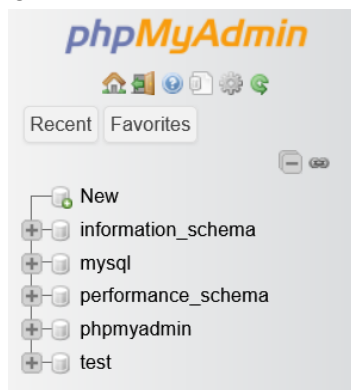 phpMyAdmin
Recent Favorites
New
information_schema
mysql
performance_schema
phpmyadmin
test